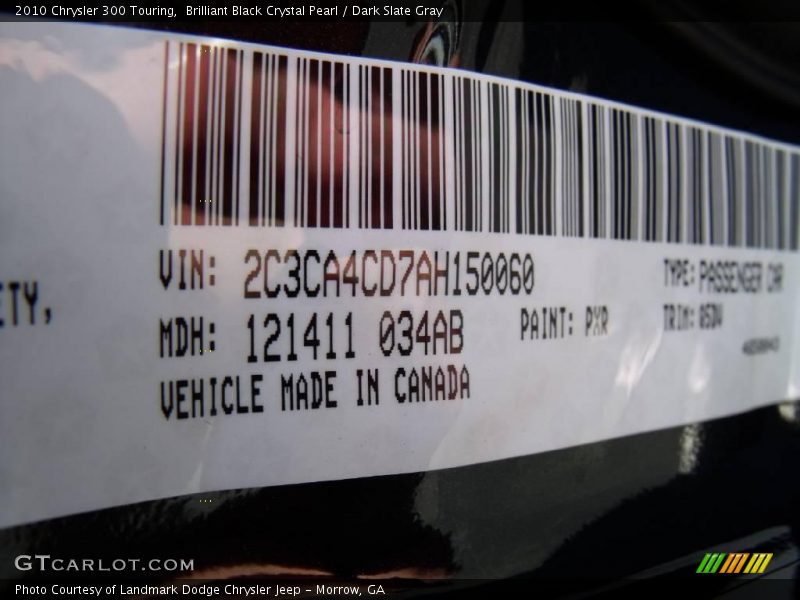 2010 Chrysler 300 Touring, Brilliant Black Crystal Pearl / Dark Slate Gray
ETY,
VIN: 2C3CA4CD7AH150060 TYPE: PASSENGER CAR
MDH: 121411 034AB PAINT: PXR TRIM:
VEHICLE MADE IN CANADA
GTCARLOT.COM
Photo Courtesy of Landmark Dodge Chrysler Jeep – Morrow, GA